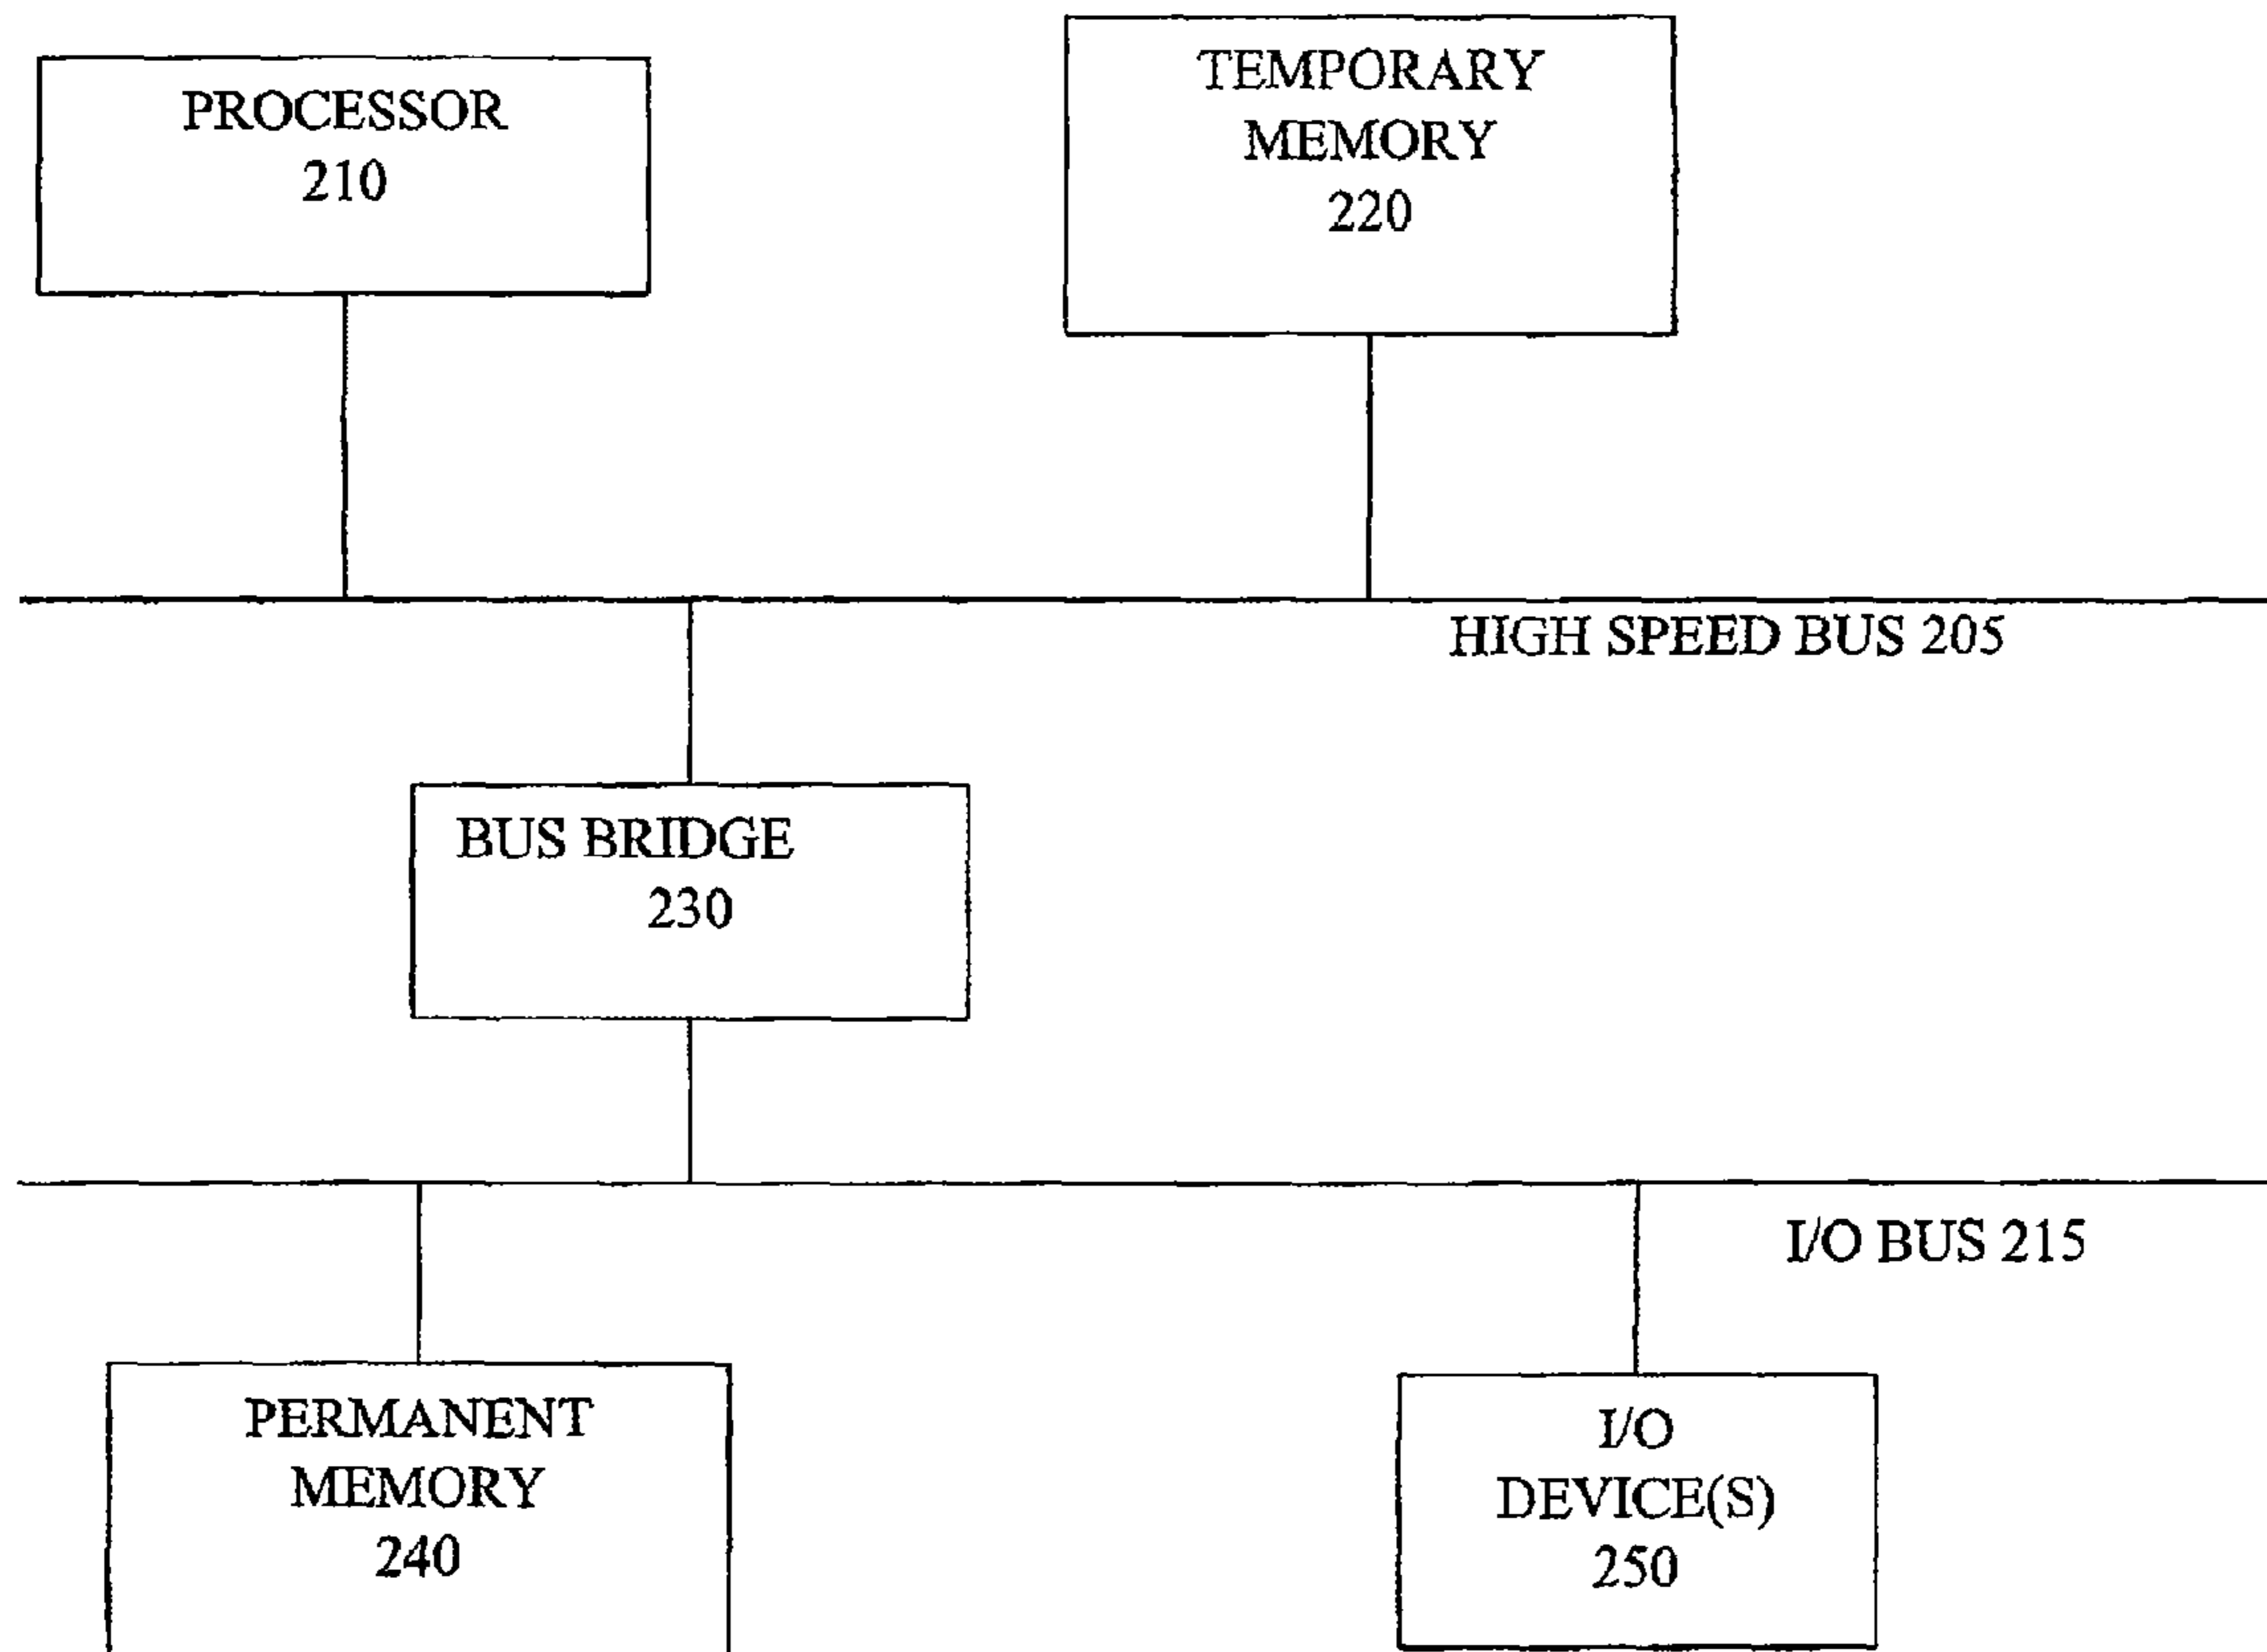 PROCESSOR
210
TEMPORARY
MEMORY
220
HIGH SPEED BUS 205
BUS BRIDGE
230
I/O BUS 215
PERMANENT
MEMORY
240
I/O
DEVICE(S)
250